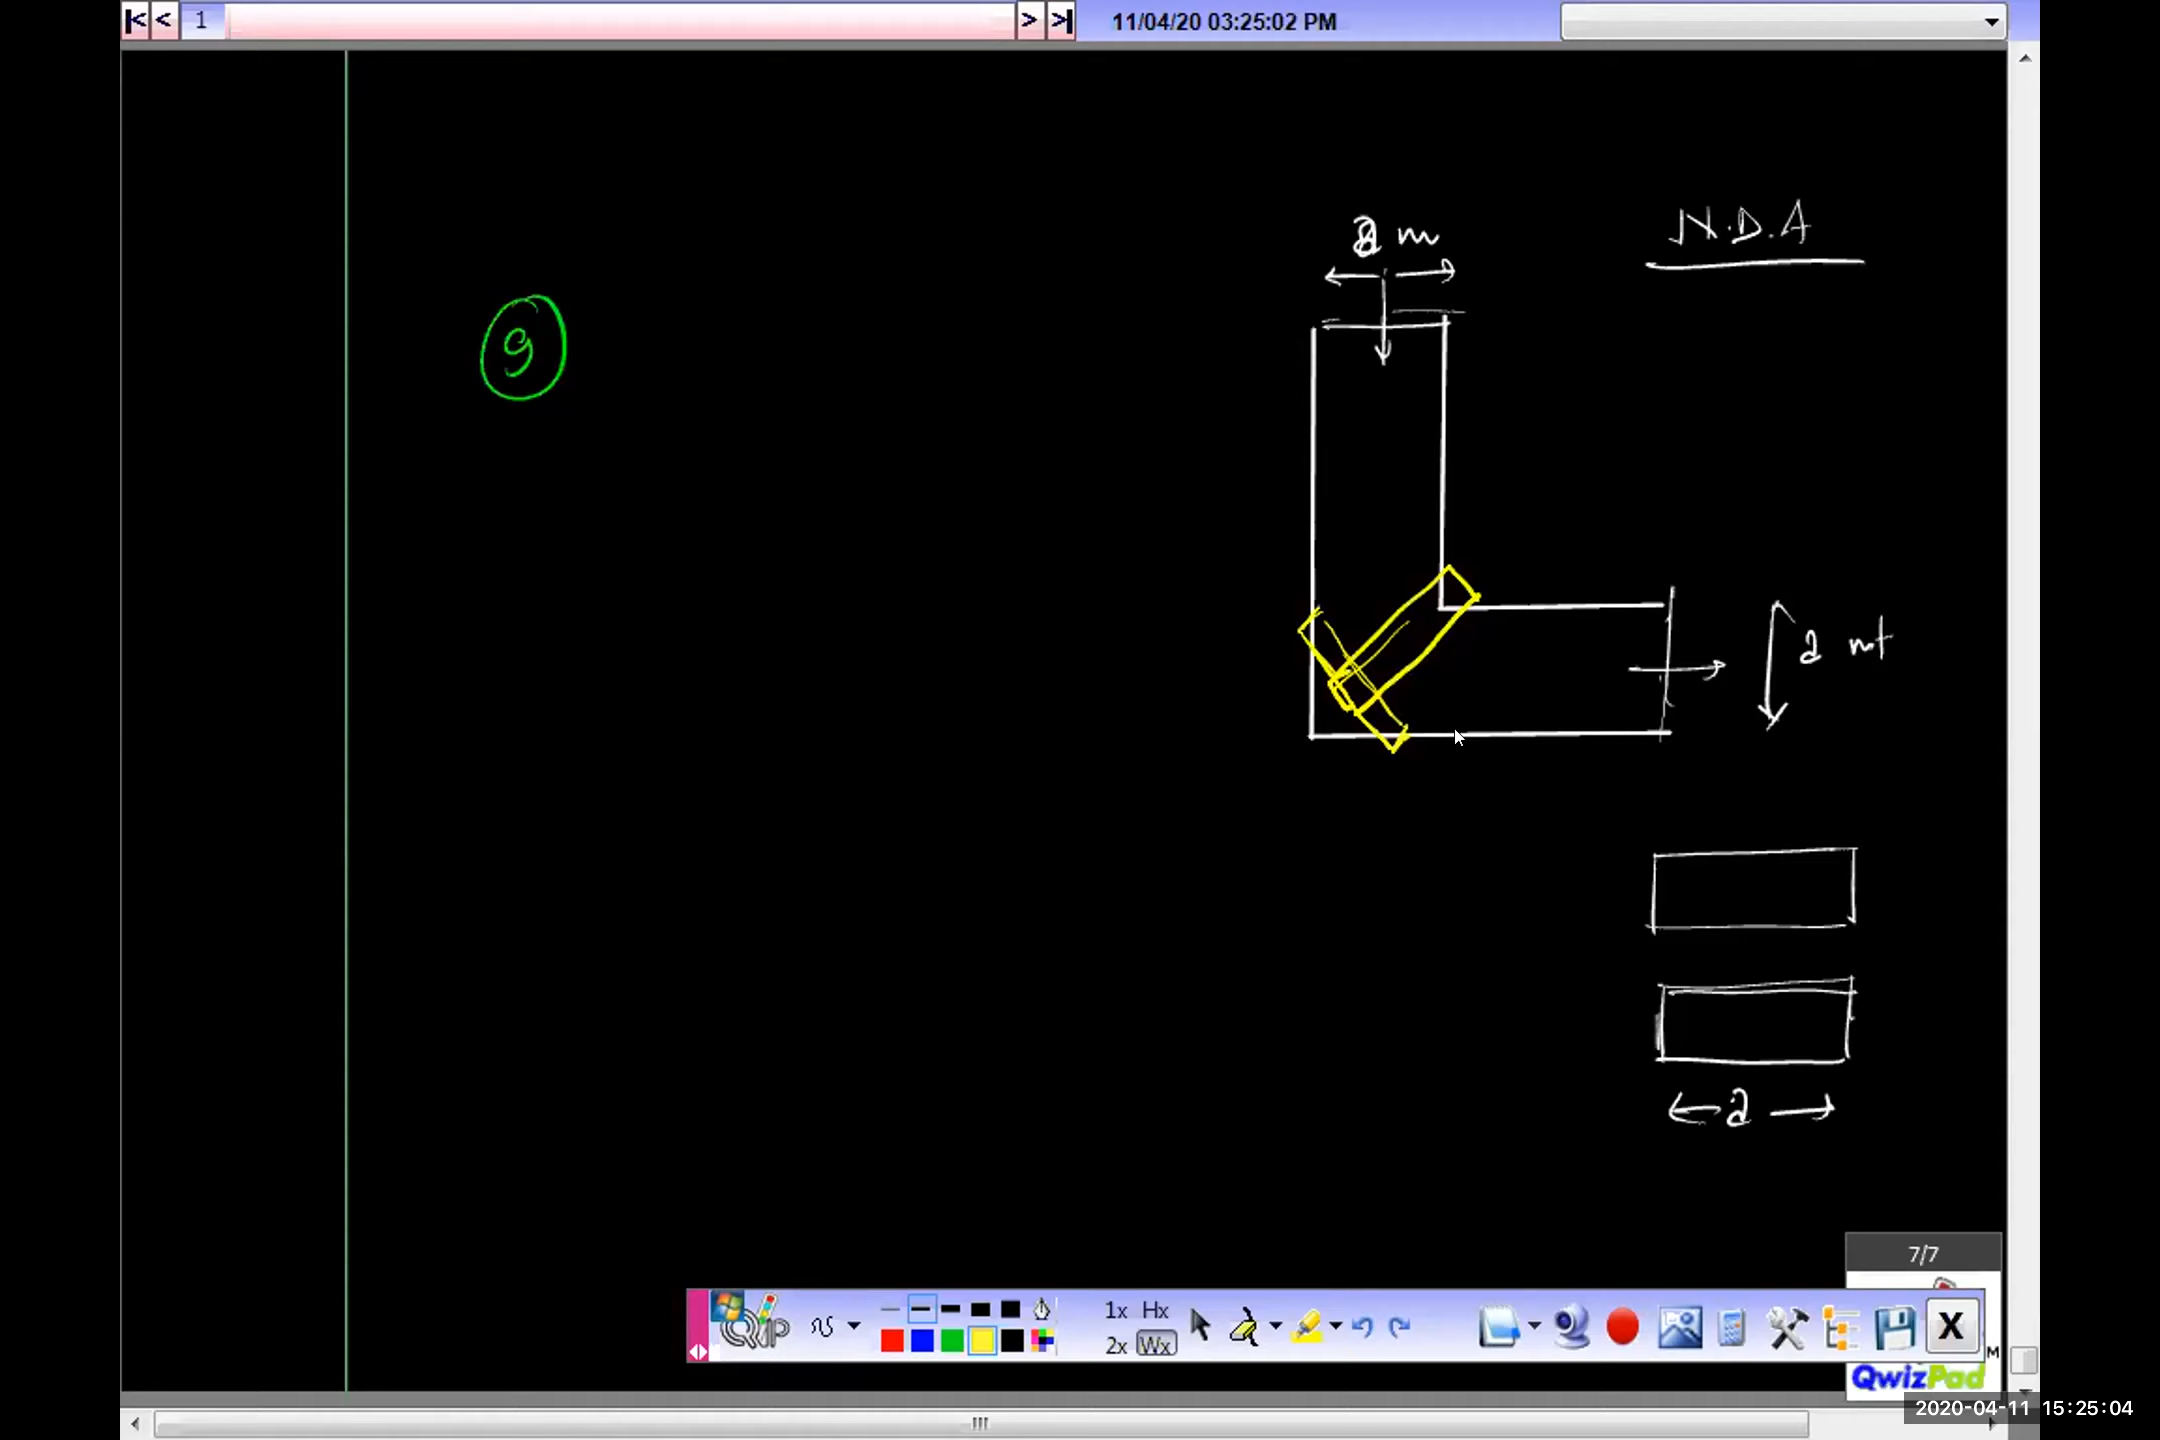 1
11/04/20 03:25:02 PM
N.D.A
2 m
9
2 mt
← 2 →
7/7
1x Hx
2x Wx
Qlip
X
M
QwizPad
2020-04-11 15:25:04